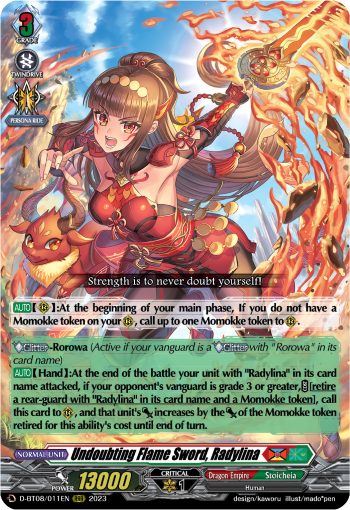 3
GRADE
TWINDRIVE
PERSONA RIDE
Strength is to never doubt yourself!
AUTO【】:At the beginning of your main phase, If you do not have a
Momokke token on your , call up to one Momokke token to .
Glitter-Rorowa (Active if your vanguard is a Glitter with "Rorowa" in its
card name)
AUTO【Hand】:At the end of the battle your unit with "Radylina" in its card
name attacked, if your opponent's vanguard is grade 3 or greater, [retire
a rear-guard with "Radylina" in its card name and a Momokke token], call
this card to , and that unit's increases by the of the Momokke token
retired for this ability's cost until end of turn.
NORMAL UNIT
Undoubting Flame Sword, Radylina
POWER 13000
CRITICAL 1
Dragon Empire
Stoicheia
Human
D-BT08/011EN RRR 2023
design/kaworu illust/mado*pen